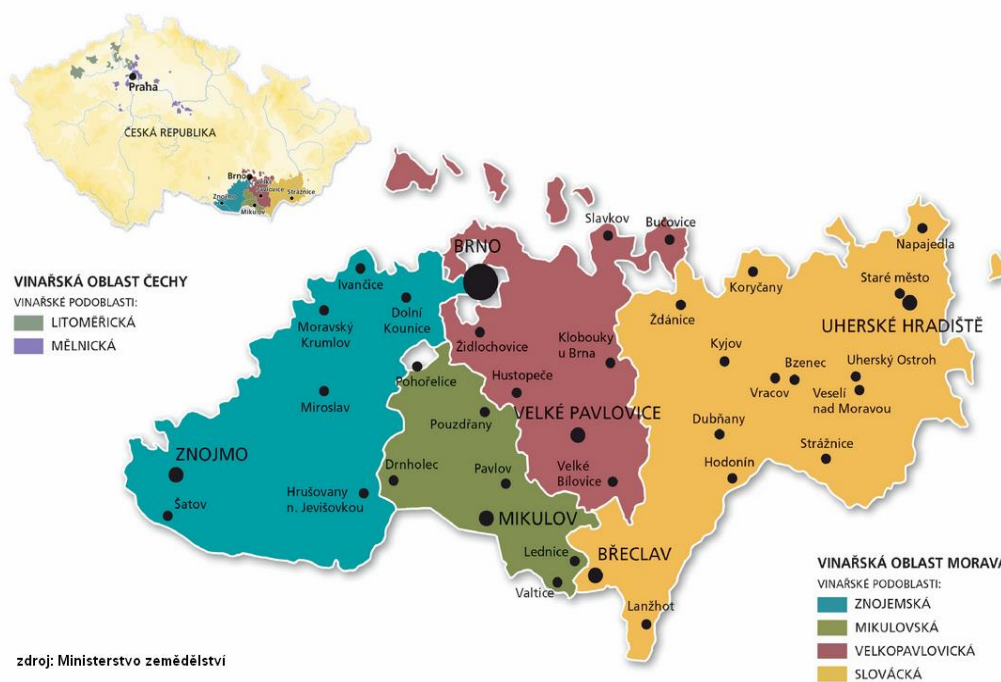 Praha
ČESKÁ REPUBLIKA
Brno
Znojmo
Mikulov
Strážnice
VINAŘSKÁ OBLAST ČECHY
VINAŘSKÉ PODOBLASTI:
LITOMĚŘICKÁ
MĚLNICKÁ
Slavkov
Bučovice
Napajedla
BRNO
Ivančice
Koryčany
Staré město
Dolní
Kounice
Moravský
Krumlov
Ždánice
UHERSKÉ HRADIŠTĚ
Židlochovice
Klobouky
u Brna
Kyjov
Bzenec
Uherský Ostroh
Pohořelice
Hustopeče
Vracov
Veselí
nad Moravou
Miroslav
Pouzdřany
VELKÉ PAVLOVICE
Dubňany
Strážnice
ZNOJMO
Drnholec
Pavlov
Velké
Bílovice
Hodonín
Šatov
Hrušovany
n. Jevišovkou
MIKULOV
Lednice
BŘECLAV
Valtice
Lanžhot
VINAŘSKÁ OBLAST MORAVA
VINAŘSKÉ PODOBLASTI:
ZNOJEMSKÁ
MIKULOVSKÁ
VELKOPAVLOVICKÁ
SLOVÁCKÁ
zdroj: Ministerstvo zemědělství